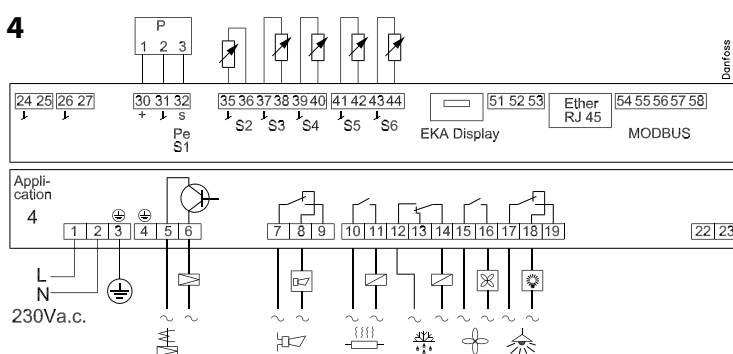 4
P
1 2 3
Danfoss
24 25 26 27 30 31 32 35 36 37 38 39 40 41 42 43 44 51 52 53 54 55 56 57 58
+ s
Pe
S1
S2 S3 S4 S5 S6
EKA Display
Ether
RJ 45
MODBUS
Appli-
cation
4
1 2 3 4 5 6 7 8 9 10 11 12 13 14 15 16 17 18 19 22 23
L
N
230Va.c.